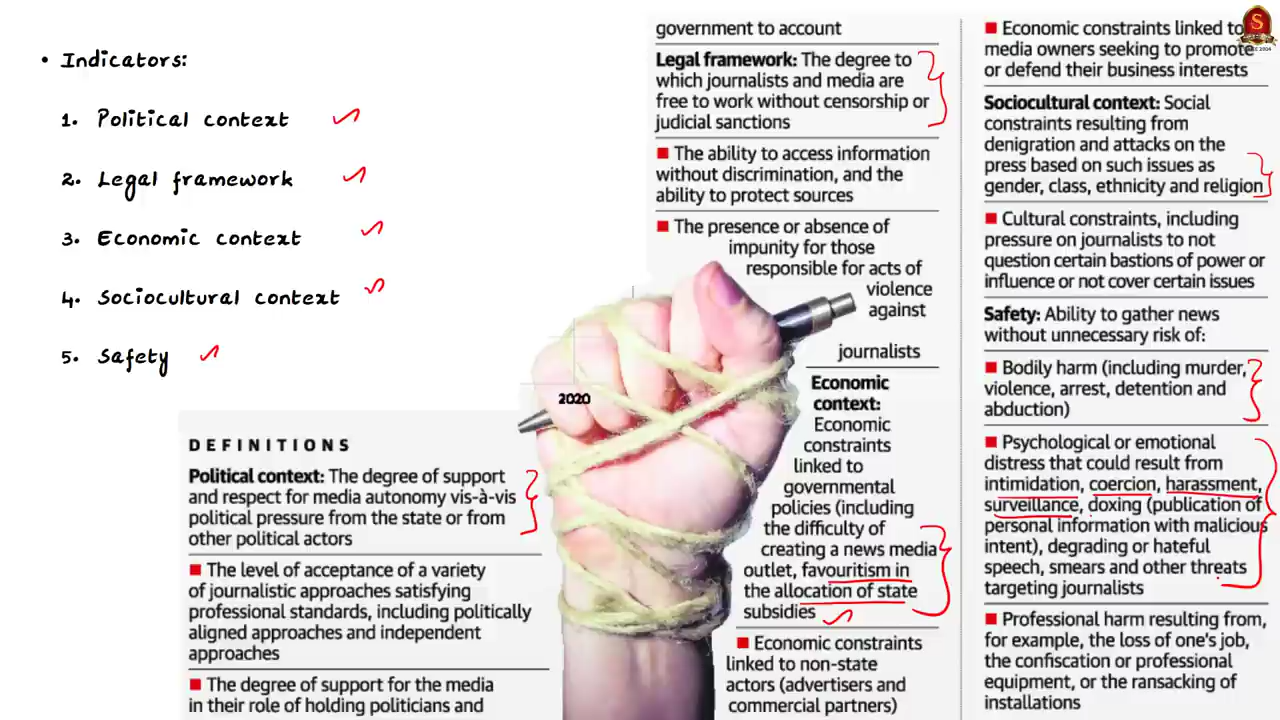 • Indicators:
1. Political context
2. Legal framework
3. Economic context
4. Sociocultural context
5. Safety
DEFINITIONS
Political context: The degree of support
and respect for media autonomy vis-à-vis
political pressure from the state or from
other political actors
■ The level of acceptance of a variety
of journalistic approaches satisfying
professional standards, including politically
aligned approaches and independent
approaches
■ The degree of support for the media
in their role of holding politicians and
government to account
Legal framework: The degree to
which journalists and media are
free to work without censorship or
judicial sanctions
■ The ability to access information
without discrimination, and the
ability to protect sources
■ The presence or absence of
impunity for those
responsible for acts of
violence
against
journalists
2020
Economic
context:
Economic
constraints
linked to
governmental
policies (including
the difficulty of
creating a news media
outlet, favouritism in
the allocation of state
subsidies
■ Economic constraints
linked to non-state
actors (advertisers and
commercial partners)
■ Economic constraints linked to
media owners seeking to promote
or defend their business interests
Sociocultural context: Social
constraints resulting from
denigration and attacks on the
press based on such issues as
gender, class, ethnicity and religion
■ Cultural constraints, including
pressure on journalists to not
question certain bastions of power or
influence or not cover certain issues
Safety: Ability to gather news
without unnecessary risk of:
■ Bodily harm (including murder,
violence, arrest, detention and
abduction)
■ Psychological or emotional
distress that could result from
intimidation, coercion, harassment,
surveillance, doxing (publication of
personal information with malicious
intent), degrading or hateful
speech, smears and other threats
targeting journalists
■ Professional harm resulting from,
for example, the loss of one's job,
the confiscation or professional
equipment, or the ransacking of
installations